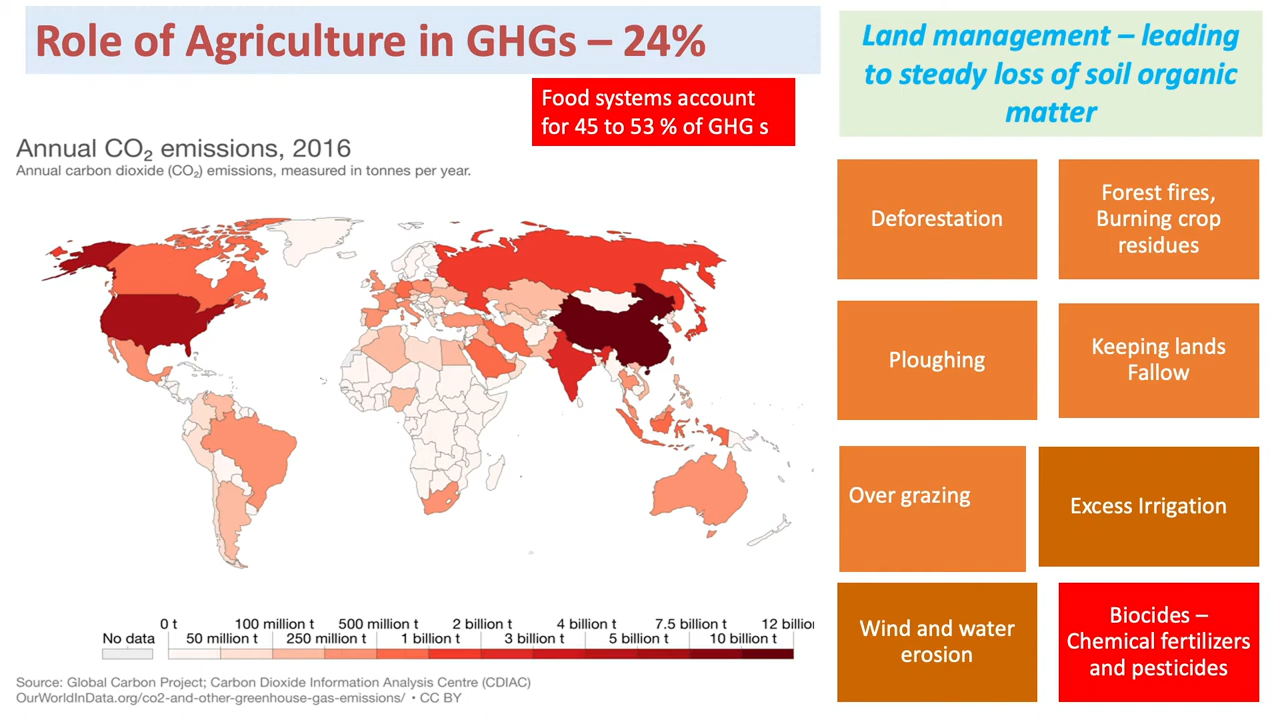 Role of Agriculture in GHGs – 24%
Food systems account
for 45 to 53 % of GHG s
Annual CO₂ emissions, 2016
Annual carbon dioxide (CO₂) emissions, measured in tonnes per year.
No data
0 t
50 million t
100 million t
250 million t
500 million t
1 billion t
2 billion t
3 billion t
4 billion t
5 billion t
7.5 billion t
10 billion t
12 billion
Source: Global Carbon Project; Carbon Dioxide Information Analysis Centre (CDIAC)
OurWorldInData.org/co2-and-other-greenhouse-gas-emissions/ • CC BY
Land management – leading
to steady loss of soil organic
matter
Deforestation
Forest fires,
Burning crop
residues
Ploughing
Keeping lands
Fallow
Over grazing
Excess Irrigation
Wind and water
erosion
Biocides –
Chemical fertilizers
and pesticides